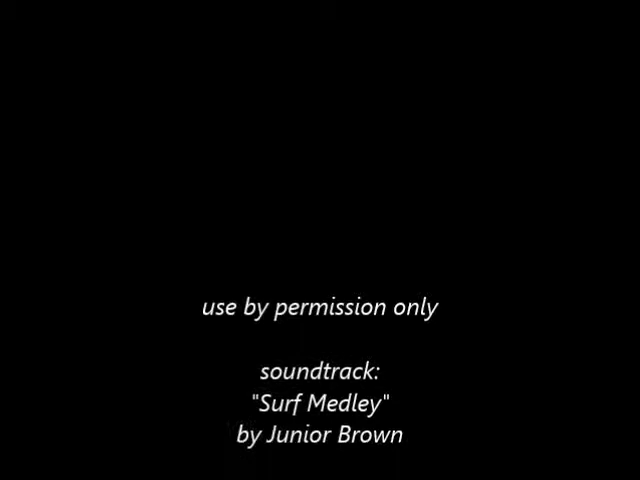 use by permission only
soundtrack:
"Surf Medley"
by Junior Brown